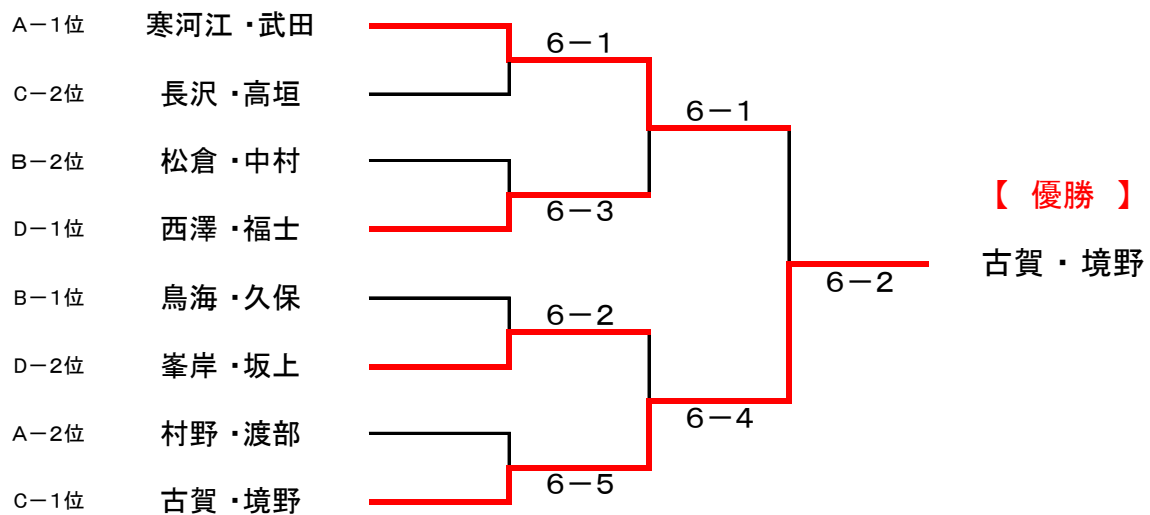 A－1位 寒河江・武田
6－1
C－2位 長沢・高垣
6－1
B－2位 松倉・中村
6－3
D－1位 西澤・福士
【 優勝 】
古賀・境野
6－2
B－1位 鳥海・久保
6－2
D－2位 峯岸・坂上
6－4
A－2位 村野・渡部
6－5
C－1位 古賀・境野